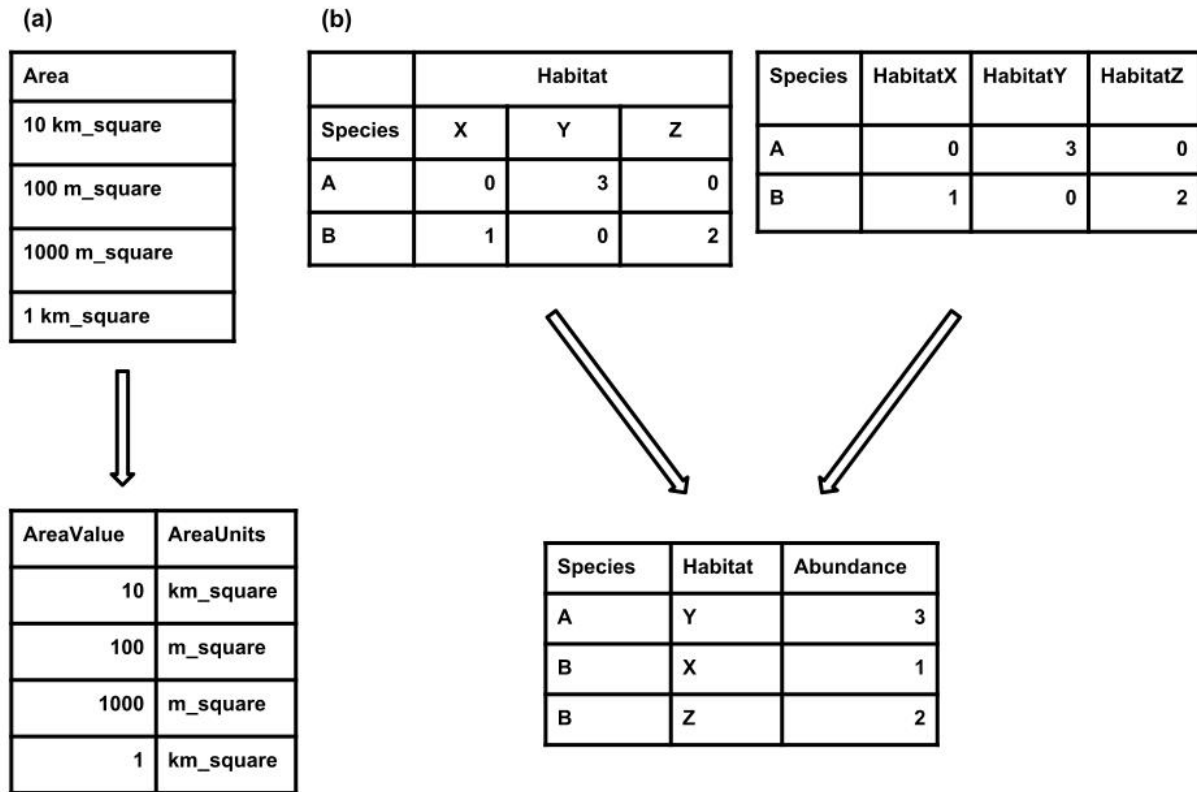 (a)
Area
10 km_square
100 m_square
1000 m_square
1 km_square
AreaValue AreaUnits
10 km_square
100 m_square
1000 m_square
1 km_square
(b)
Habitat
Species X Y Z
A 0 3 0
B 1 0 2
Species HabitatX HabitatY HabitatZ
A 0 3 0
B 1 0 2
Species Habitat Abundance
A Y 3
B X 1
B Z 2